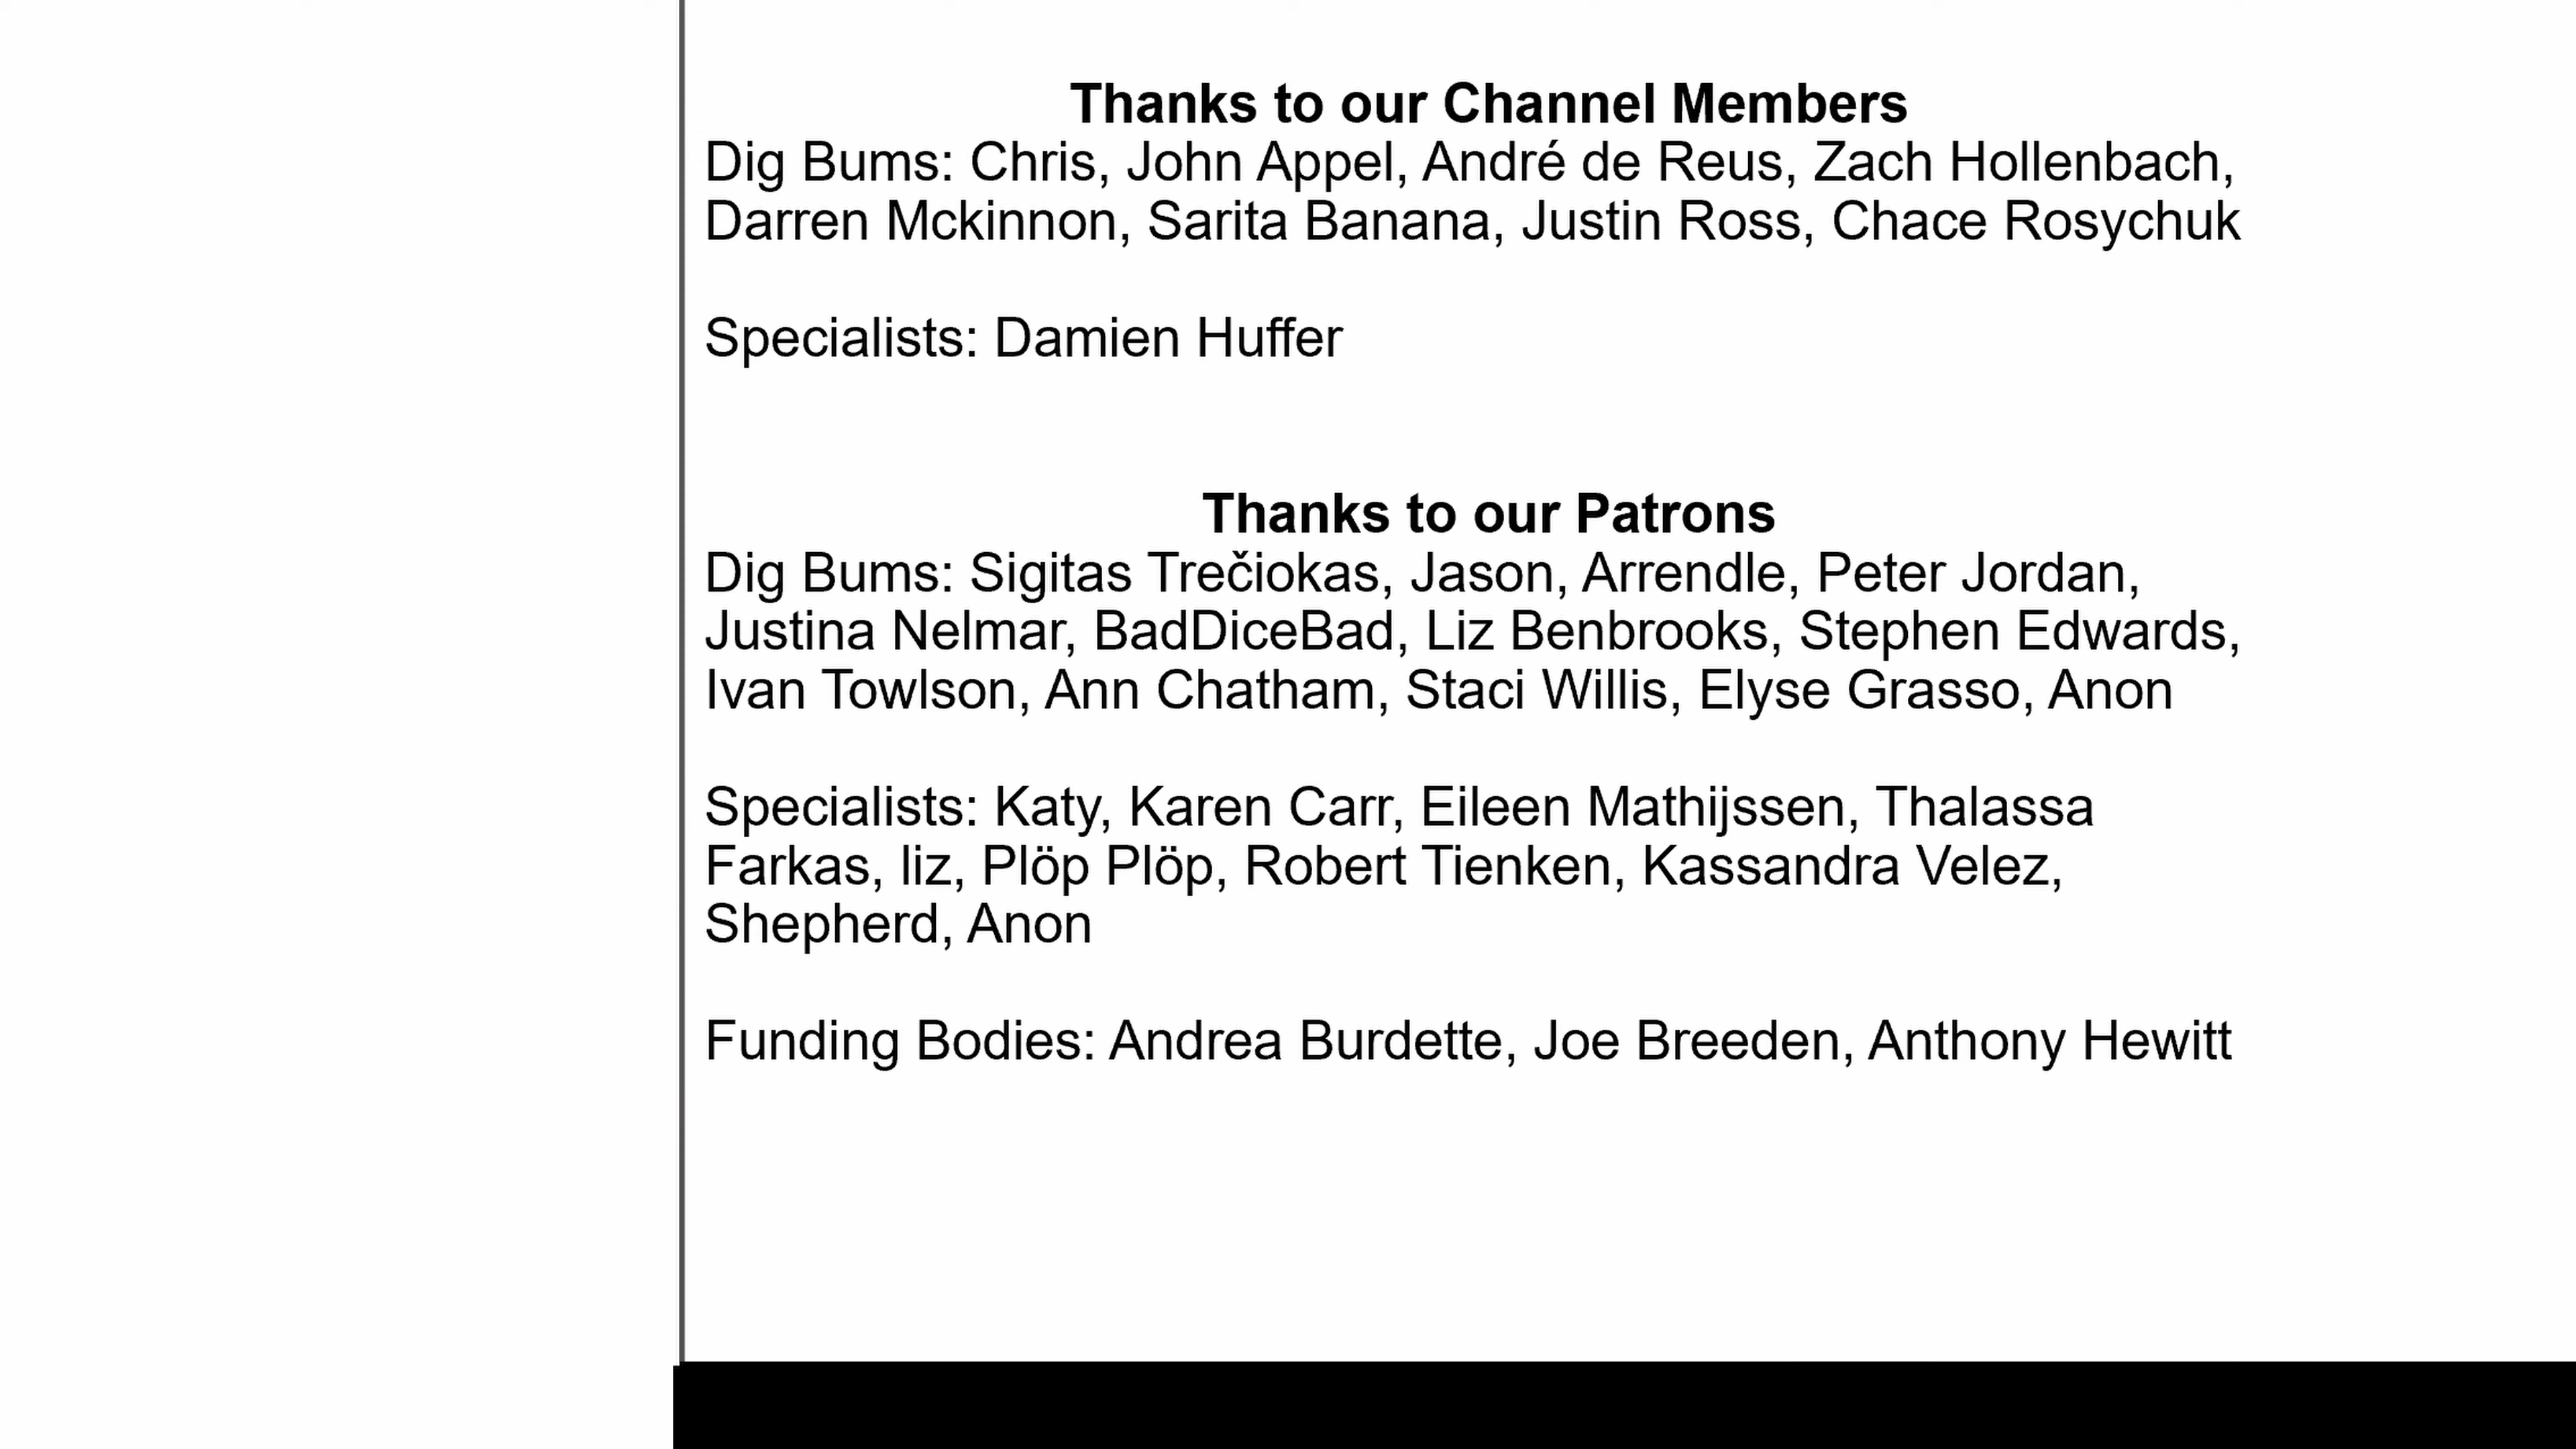 Thanks to our Channel Members
Dig Bums: Chris, John Appel, André de Reus, Zach Hollenbach,
Darren Mckinnon, Sarita Banana, Justin Ross, Chace Rosychuk
Specialists: Damien Huffer
Thanks to our Patrons
Dig Bums: Sigitas Trečiokas, Jason, Arrendle, Peter Jordan,
Justina Nelmar, BadDiceBad, Liz Benbrooks, Stephen Edwards,
Ivan Towlson, Ann Chatham, Staci Willis, Elyse Grasso, Anon
Specialists: Katy, Karen Carr, Eileen Mathijssen, Thalassa
Farkas, liz, Plöp Plöp, Robert Tienken, Kassandra Velez,
Shepherd, Anon
Funding Bodies: Andrea Burdette, Joe Breeden, Anthony Hewitt